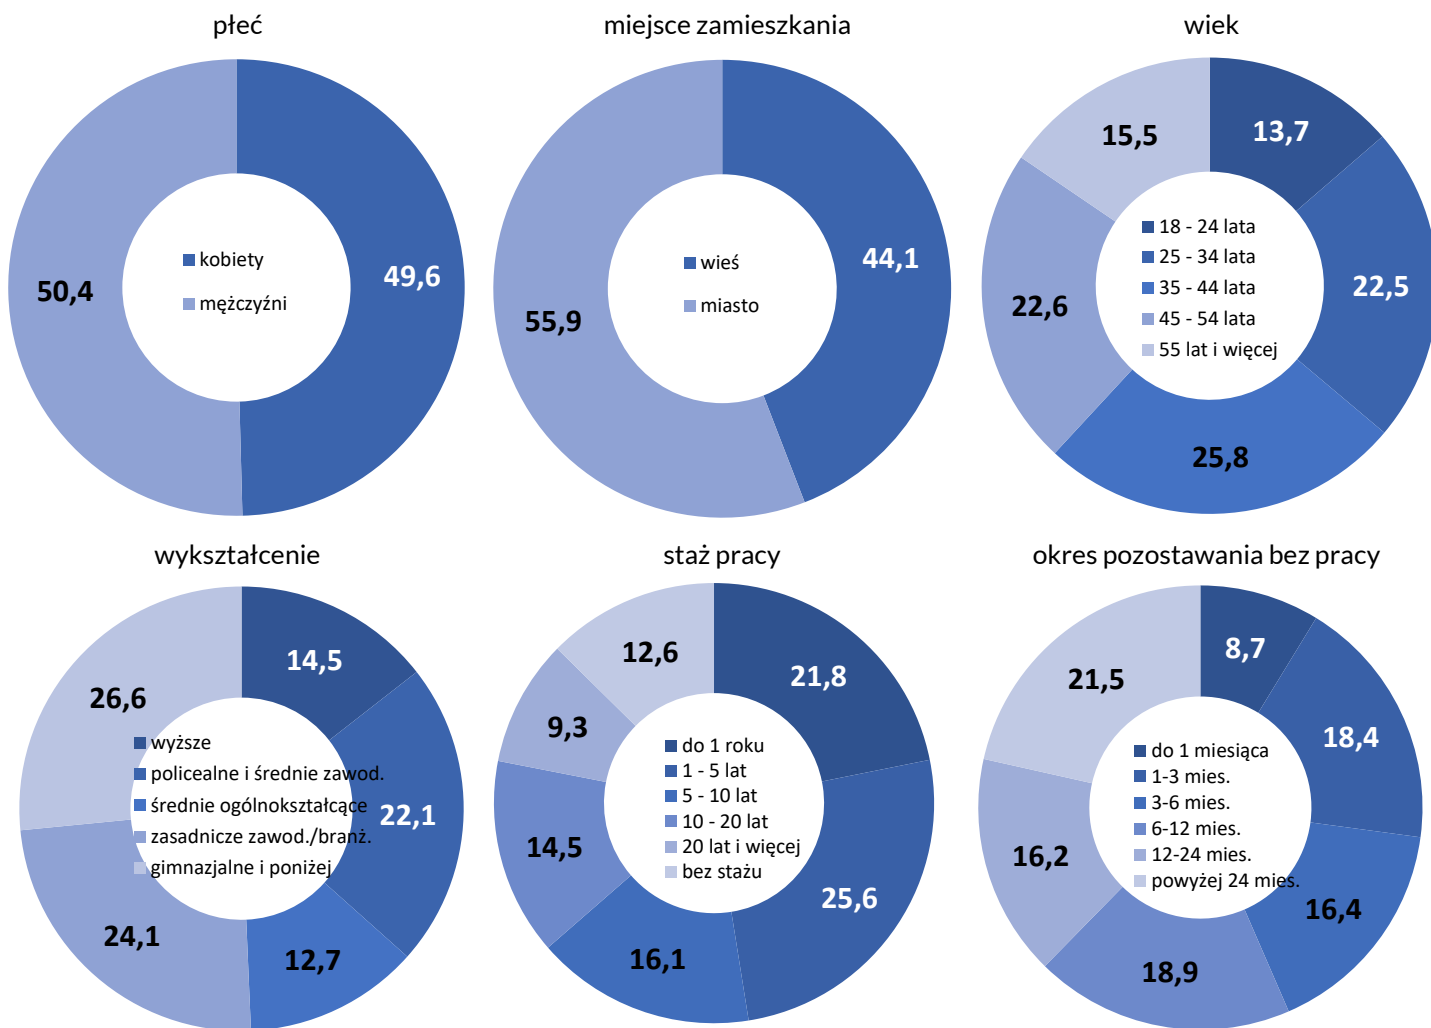 płeć
50,4
49,6
kobiety
mężczyźni
miejsce zamieszkania
55,9
44,1
wieś
miasto
wiek
15,5
13,7
22,6
22,5
25,8
18 - 24 lata
25 - 34 lata
35 - 44 lata
45 - 54 lata
55 lat i więcej
wykształcenie
14,5
26,6
22,1
24,1
12,7
wyższe
policealne i średnie zawod.
średnie ogólnokształcące
zasadnicze zawod./branż.
gimnazjalne i poniżej
staż pracy
12,6
21,8
9,3
14,5
25,6
16,1
do 1 roku
1 - 5 lat
5 - 10 lat
10 - 20 lat
20 lat i więcej
bez stażu
okres pozostawania bez pracy
8,7
21,5
18,4
16,2
16,4
18,9
do 1 miesiąca
1-3 mies.
3-6 mies.
6-12 mies.
12-24 mies.
powyżej 24 mies.